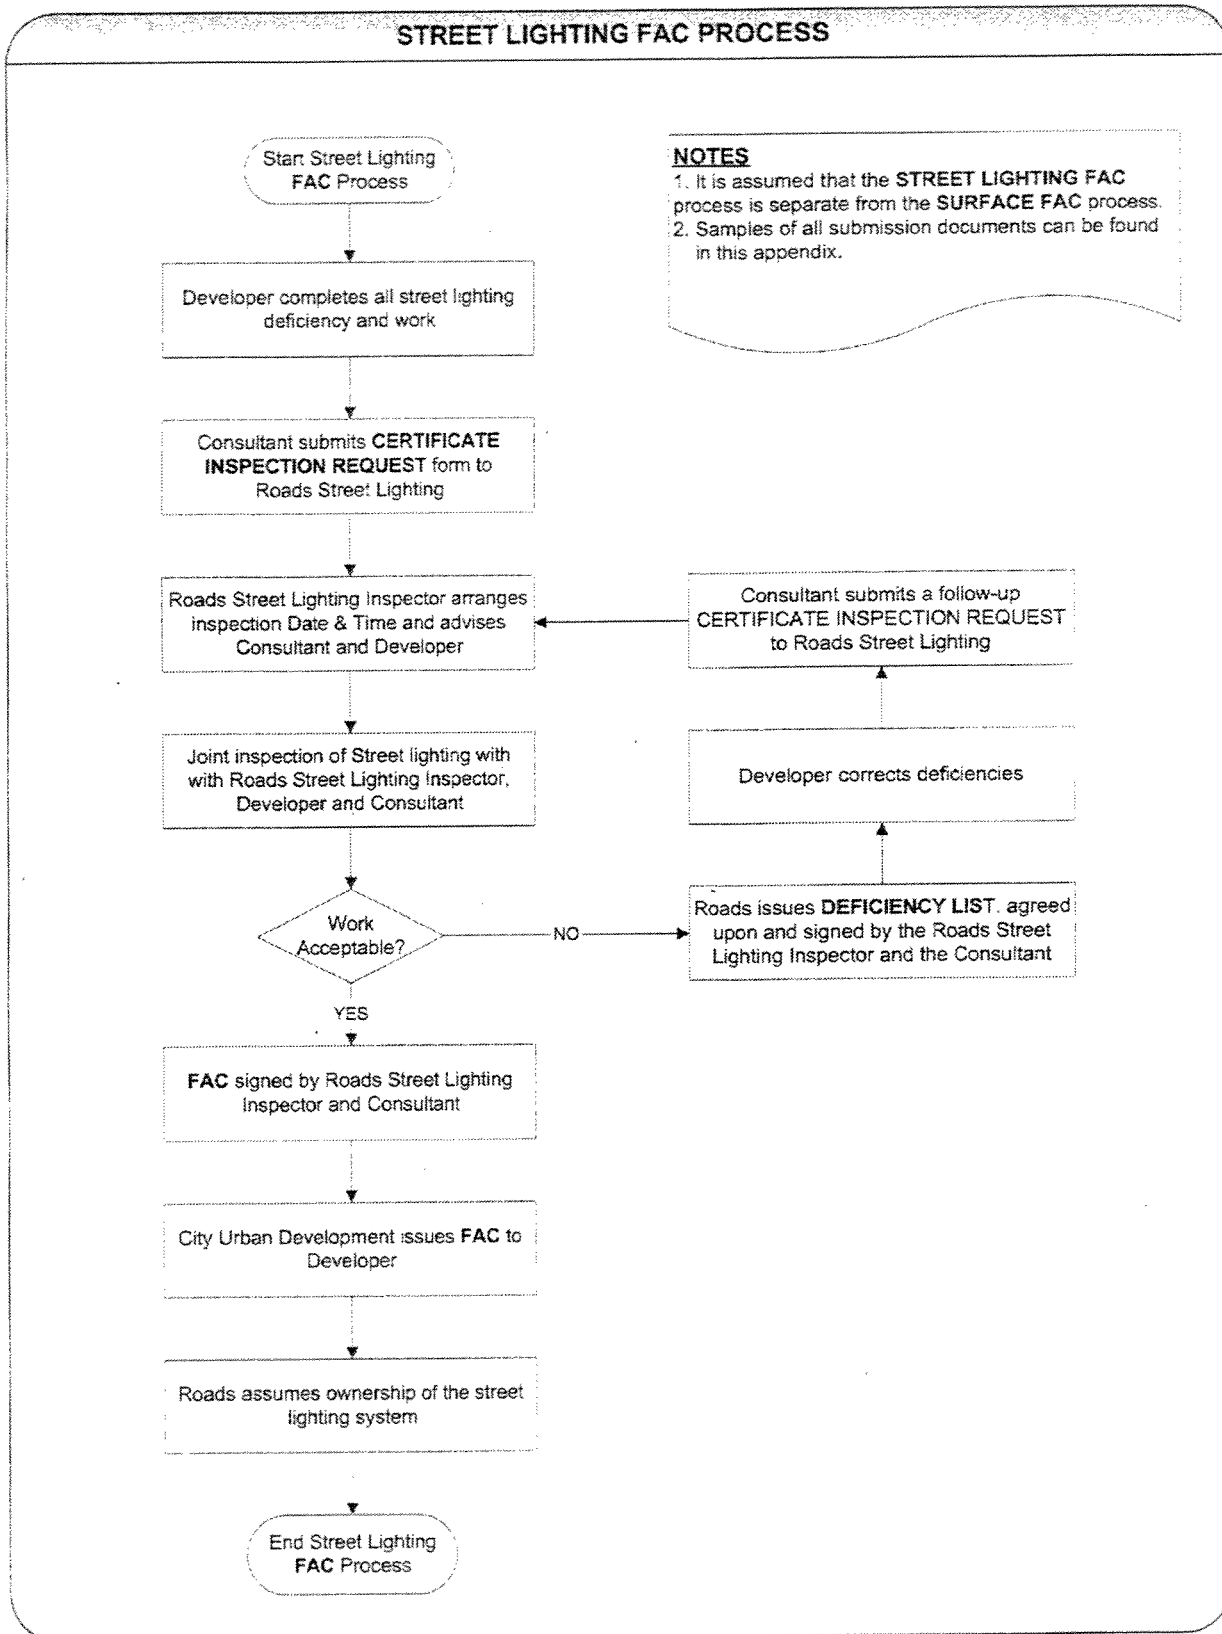 STREET LIGHTING FAC PROCESS
Start Street Lighting
FAC Process
NOTES
1. It is assumed that the STREET LIGHTING FAC
process is separate from the SURFACE FAC process.
2. Samples of all submission documents can be found
in this appendix.
Developer completes all street lighting
deficiency and work
Consultant submits CERTIFICATE
INSPECTION REQUEST form to
Roads Street Lighting
Roads Street Lighting Inspector arranges
inspection Date & Time and advises
Consultant and Developer
Consultant submits a follow-up
CERTIFICATE INSPECTION REQUEST
to Roads Street Lighting
Joint inspection of Street lighting with
with Roads Street Lighting Inspector,
Developer and Consultant
Developer corrects deficiencies
Work
Acceptable?
NO
Roads issues DEFICIENCY LIST, agreed
upon and signed by the Roads Street
Lighting Inspector and the Consultant
YES
FAC signed by Roads Street Lighting
Inspector and Consultant
City Urban Development issues FAC to
Developer
Roads assumes ownership of the street
lighting system
End Street Lighting
FAC Process